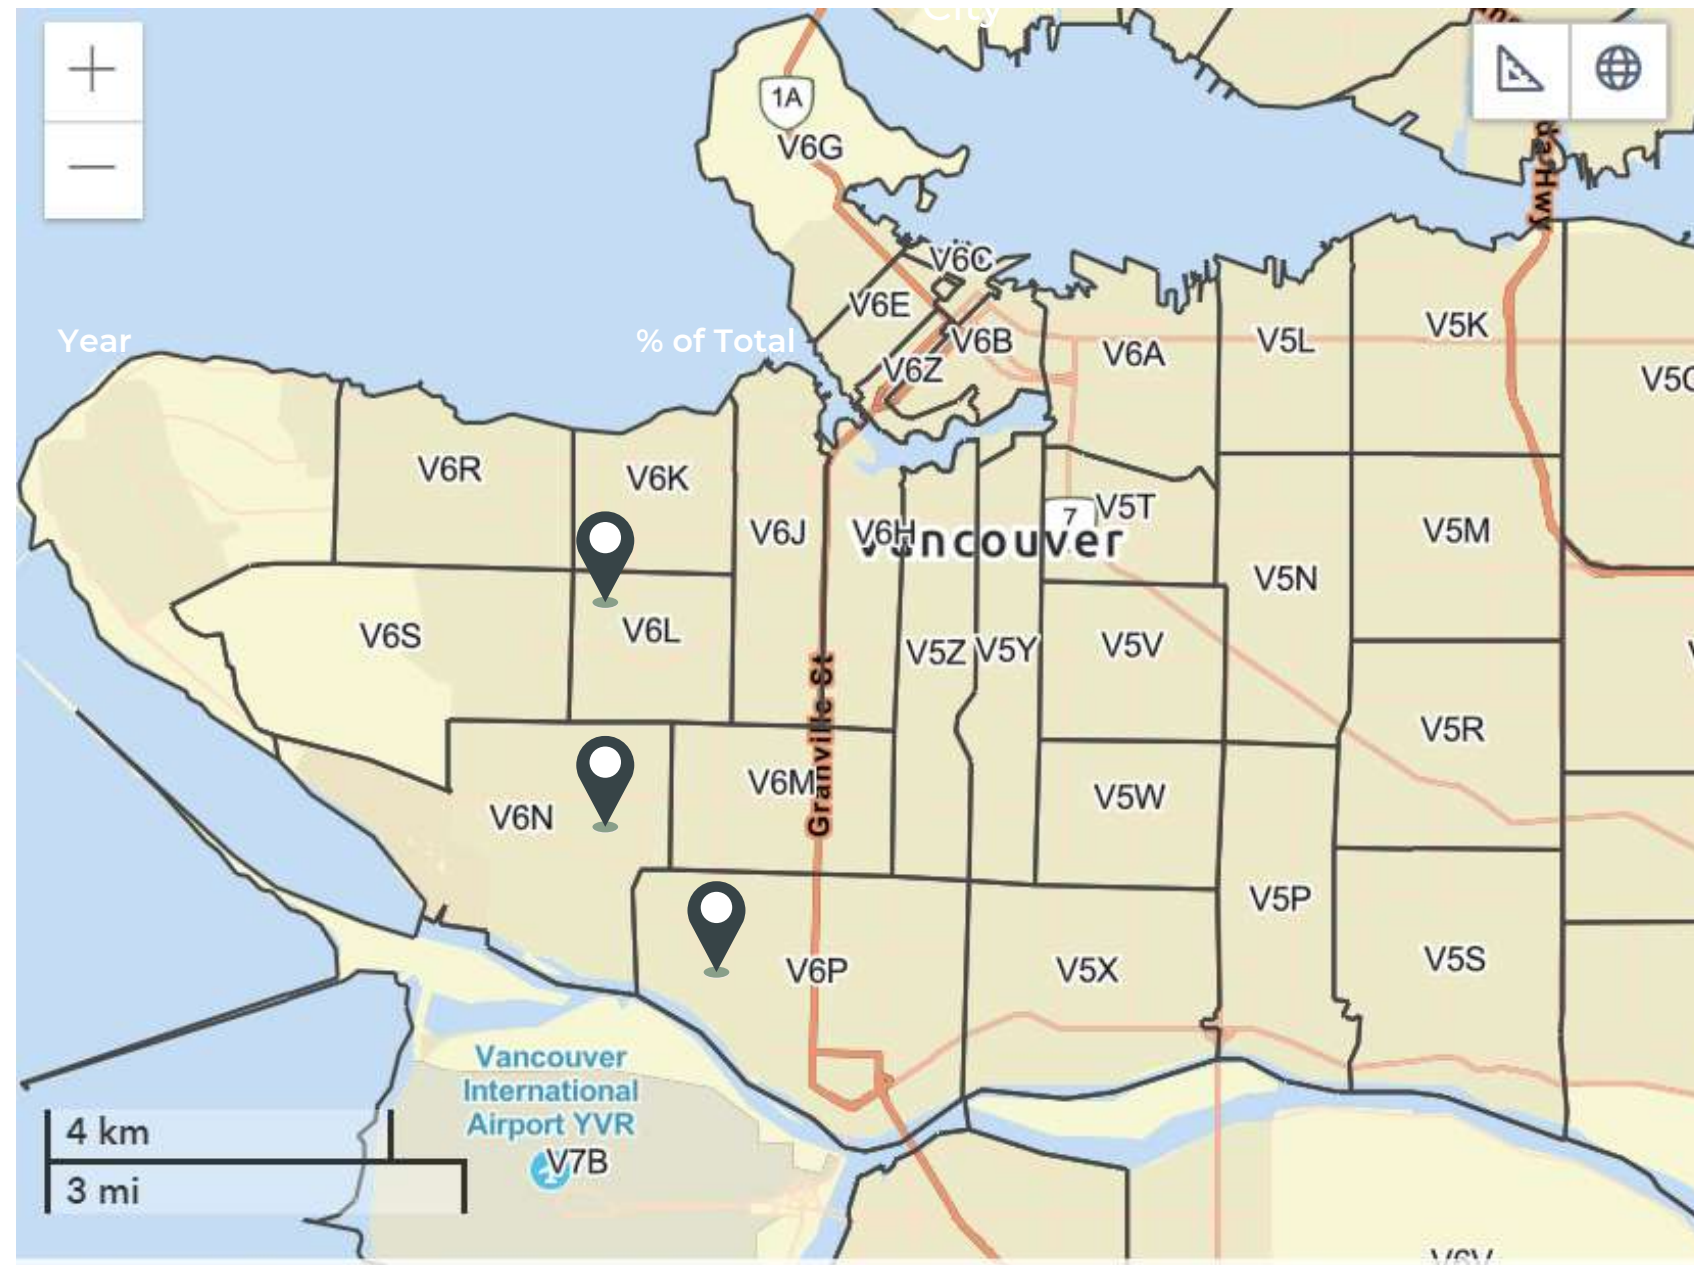 City
1A
V6G
V6C
V6E
Year
% of Total
V6B
V6Z
V6A
V5L
V5K
V6R
V6K
V6J
V6H
Vancouver
7
V5T
V5N
V5M
V6S
V6L
V5Z
V5Y
V5V
V5R
Granville St
V6N
V6M
V5W
V5P
V6P
V5X
V5S
Vancouver
International
Airport YVR
V7B
4 km
3 mi
V6V